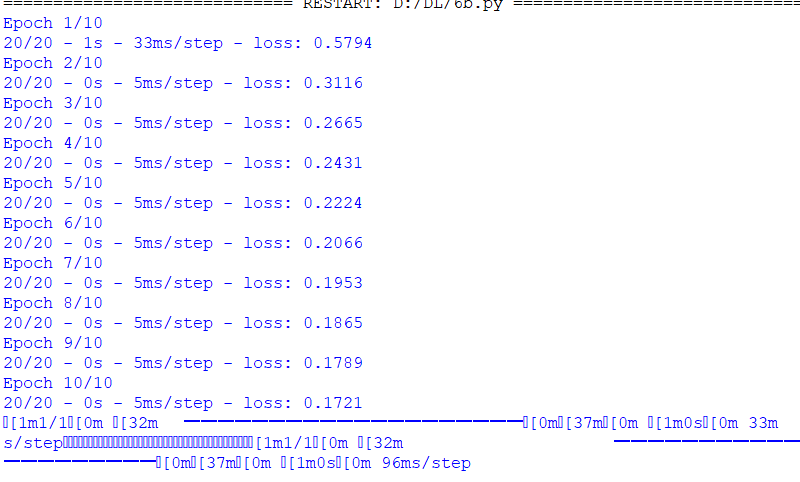 ============================= RESTART: D:/DL/6b.py =============================
Epoch 1/10
20/20 - 1s - 33ms/step - loss: 0.5794
Epoch 2/10
20/20 - 0s - 5ms/step - loss: 0.3116
Epoch 3/10
20/20 - 0s - 5ms/step - loss: 0.2665
Epoch 4/10
20/20 - 0s - 5ms/step - loss: 0.2431
Epoch 5/10
20/20 - 0s - 5ms/step - loss: 0.2224
Epoch 6/10
20/20 - 0s - 5ms/step - loss: 0.2066
Epoch 7/10
20/20 - 0s - 5ms/step - loss: 0.1953
Epoch 8/10
20/20 - 0s - 5ms/step - loss: 0.1865
Epoch 9/10
20/20 - 0s - 5ms/step - loss: 0.1789
Epoch 10/10
20/20 - 0s - 5ms/step - loss: 0.1721
[1m1/1[0m [32m ━━━━━━━━━━━━━━━━━━━━[0m[37m[0m [1m0s[0m 33m
s/step[1m1/1[0m [32m ━━━━━━━━━━━
━━━━━━━━━[0m[37m[0m [1m0s[0m 96ms/step